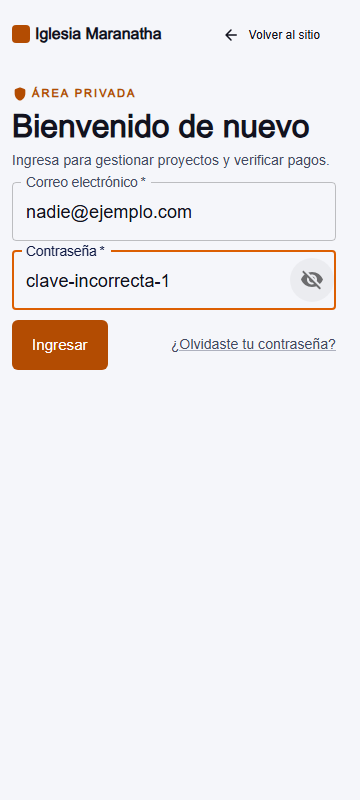 Iglesia Maranatha
Volver al sitio
ÁREA PRIVADA
Bienvenido de nuevo
Ingresa para gestionar proyectos y verificar pagos.
Correo electrónico *
nadie@ejemplo.com
Contraseña *
clave-incorrecta-1
Ingresar
¿Olvidaste tu contraseña?